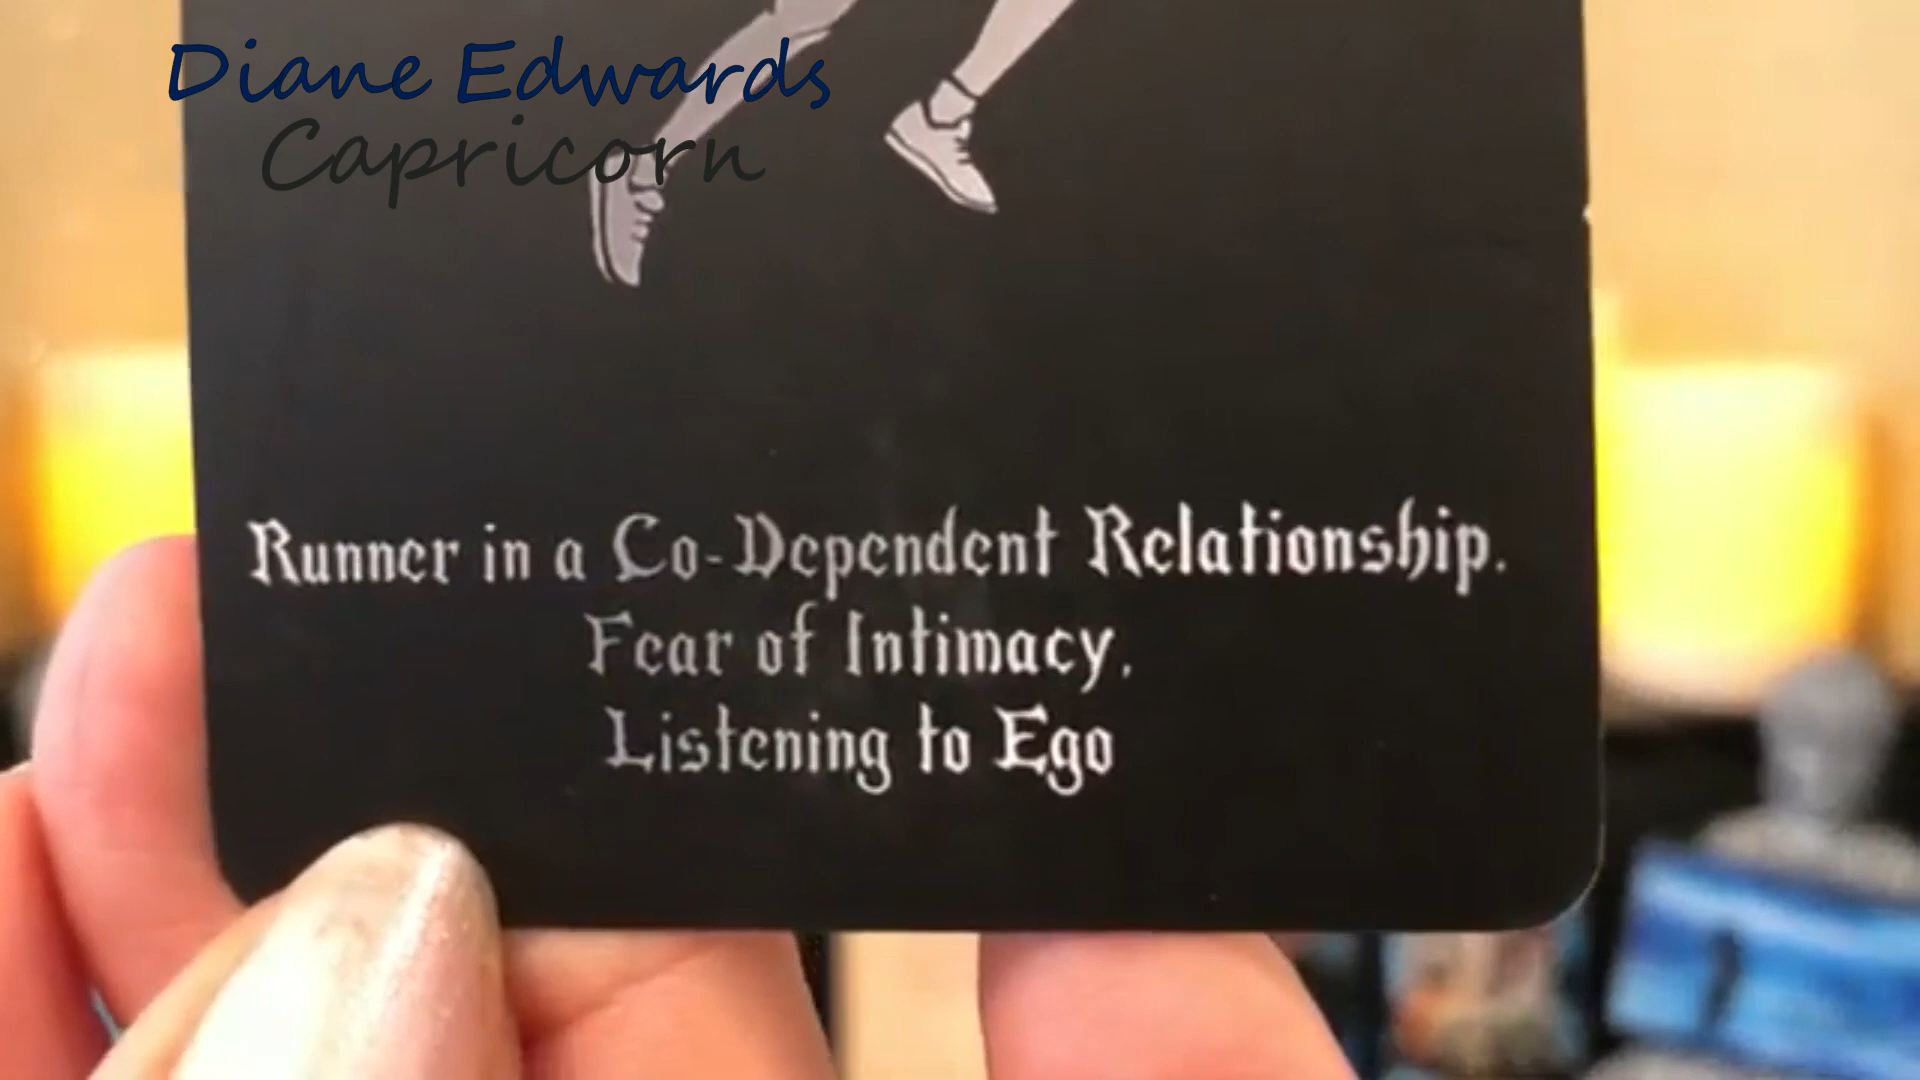 Diane Edwards
Capricorn
Runner in a Co-Dependent Relationship.
Fear of Intimacy.
Listening to Ego